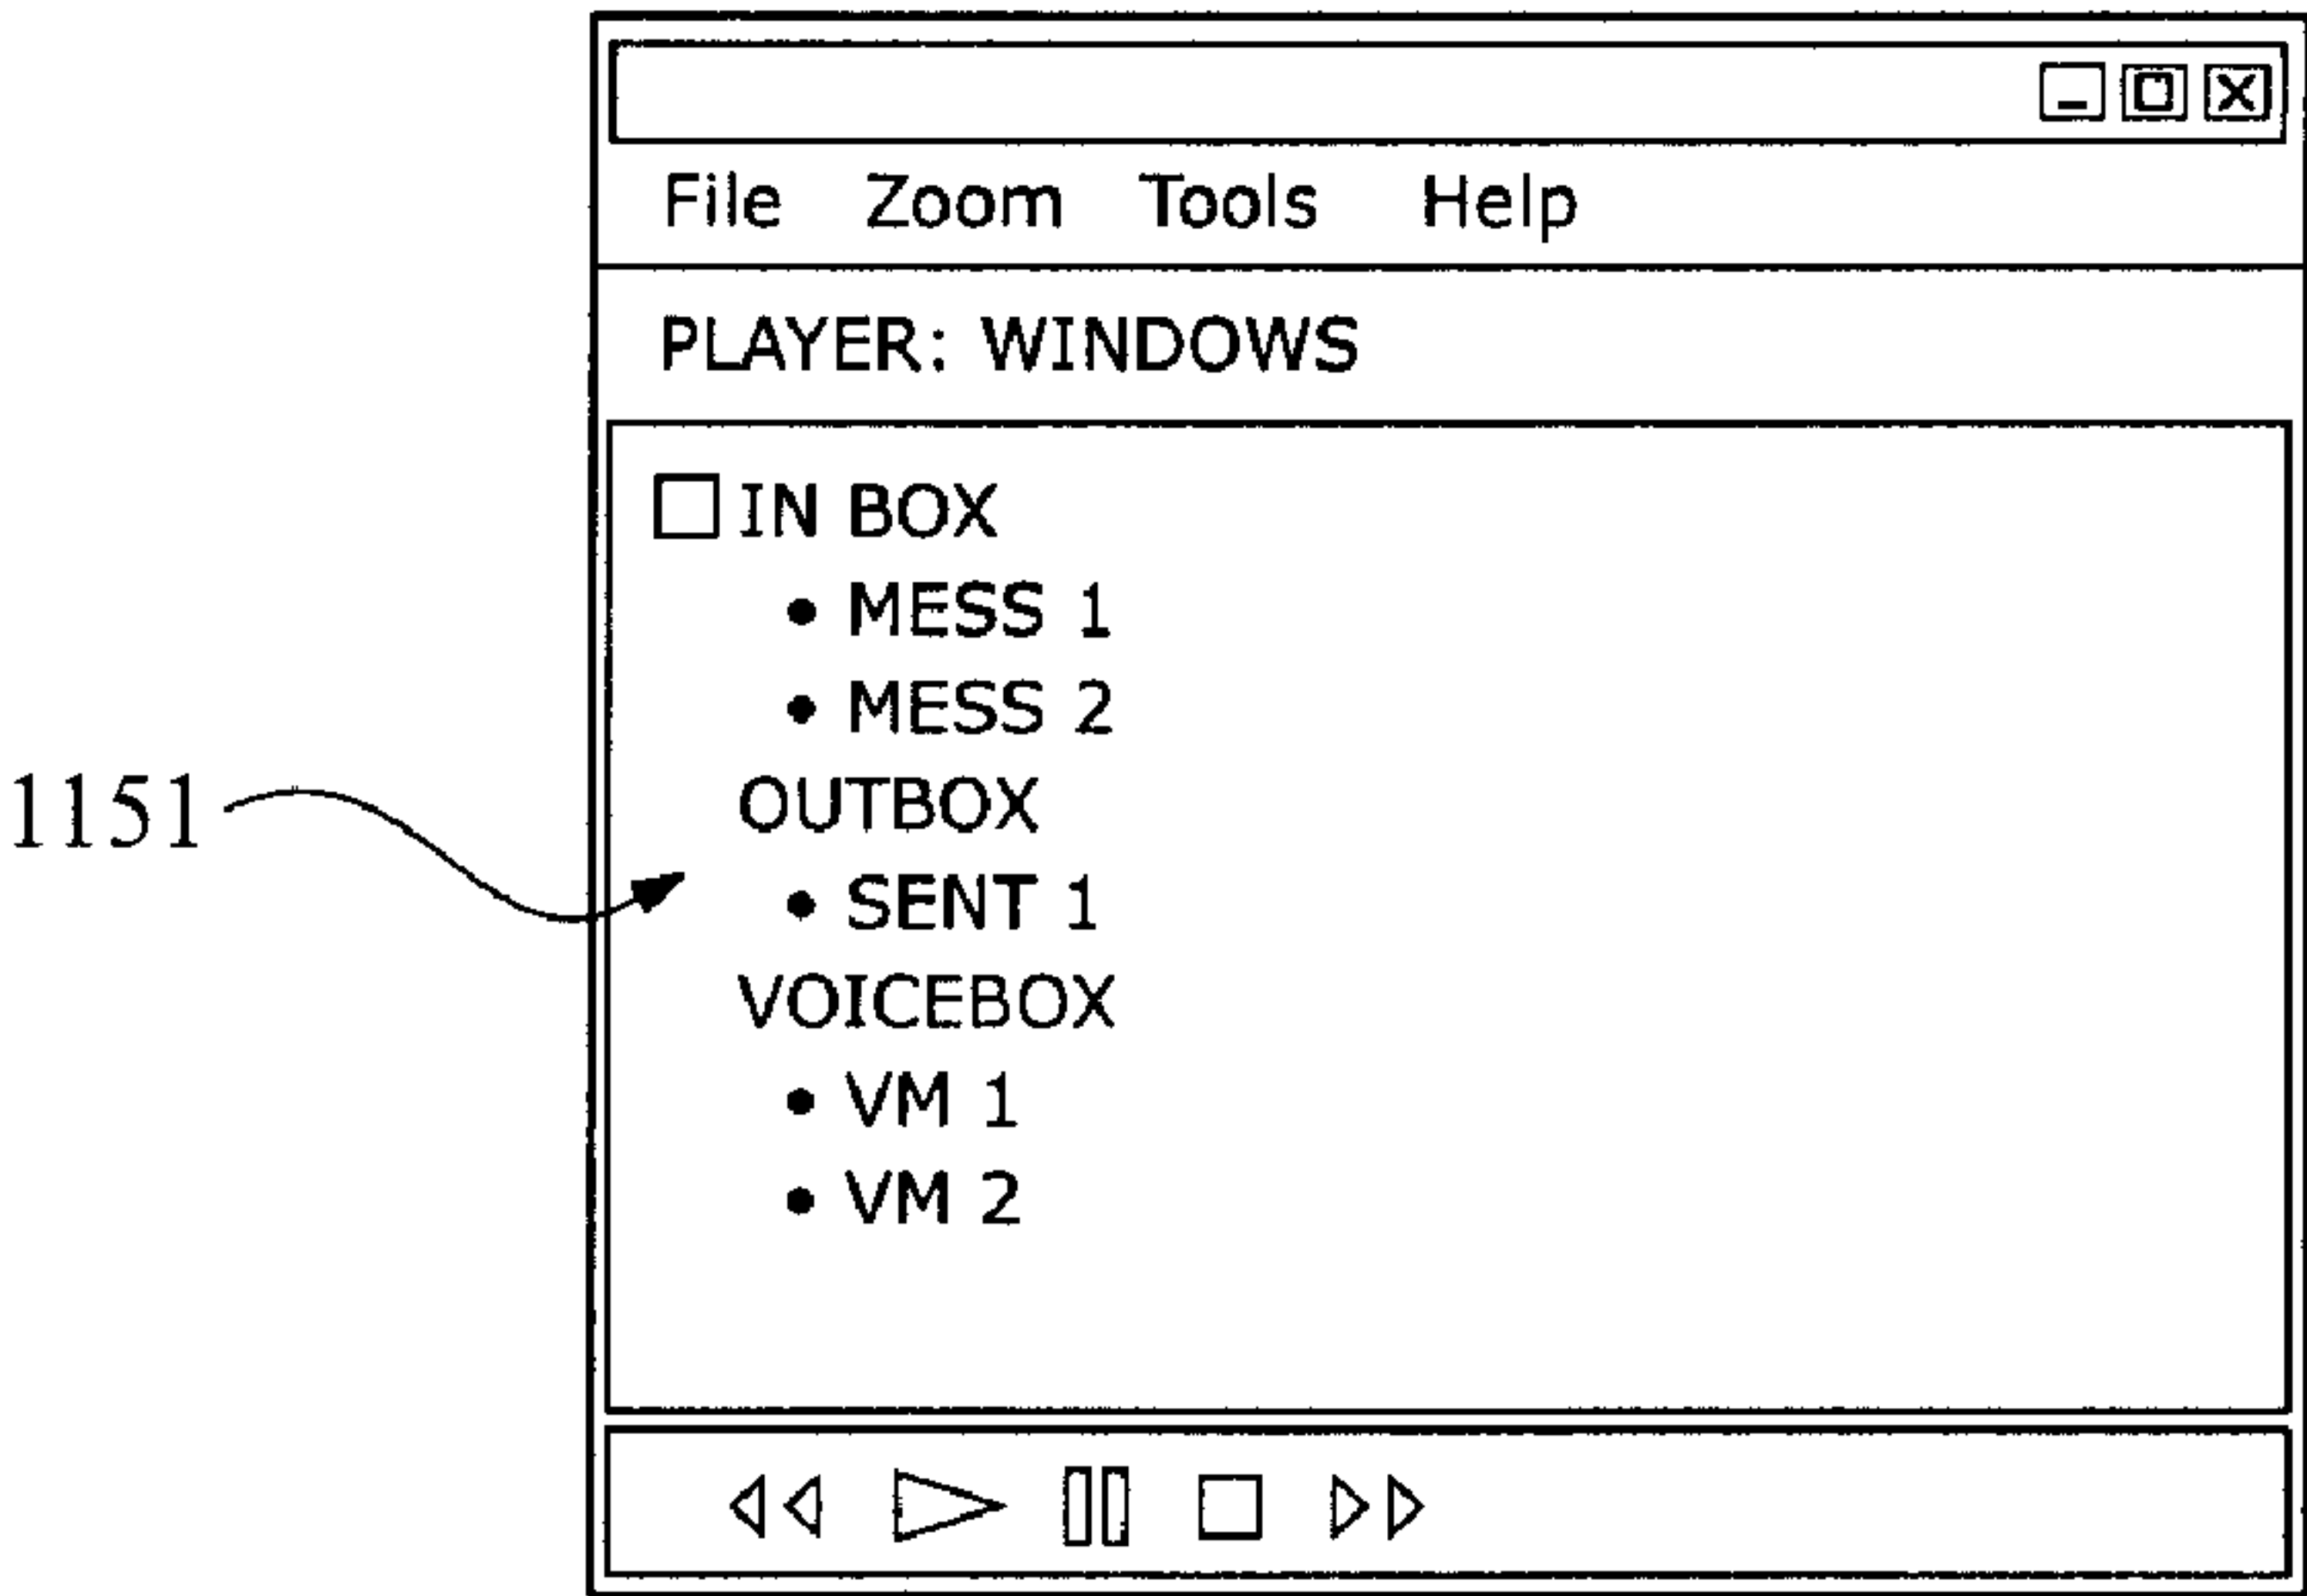 File Zoom Tools Help
PLAYER: WINDOWS
IN BOX
• MESS 1
• MESS 2
OUTBOX
1151
• SENT 1
VOICEBOX
• VM 1
• VM 2